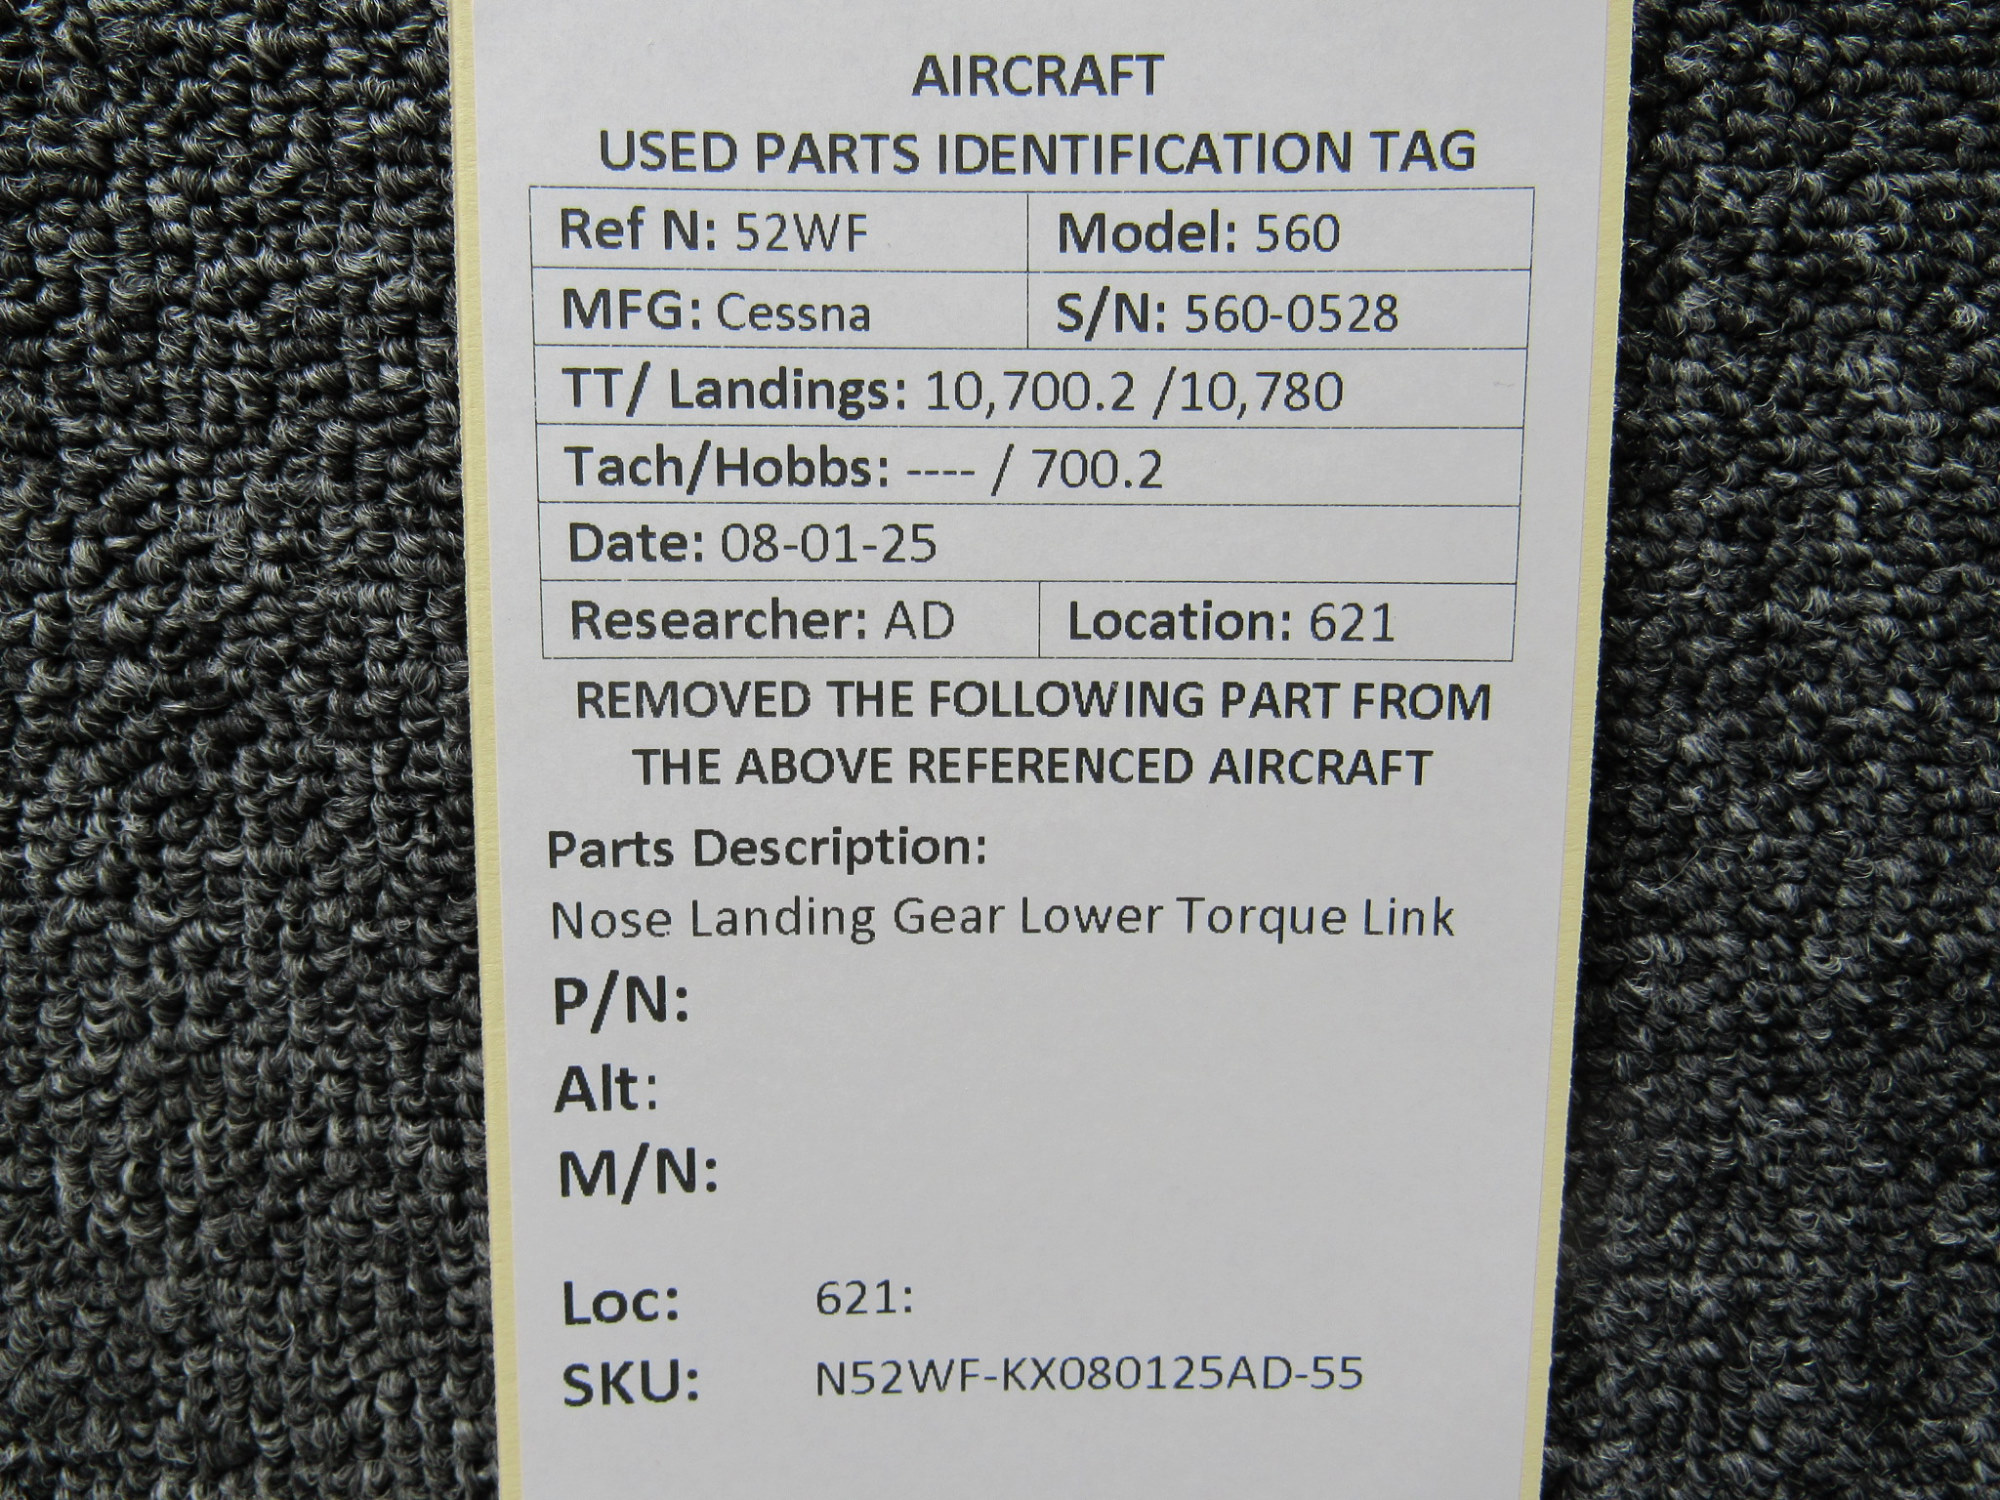 AIRCRAFT
USED PARTS IDENTIFICATION TAG
Ref N: 52WF Model: 560
MFG: Cessna S/N: 560-0528
TT/ Landings: 10,700.2 /10,780
Tach/Hobbs: ---- / 700.2
Date: 08-01-25
Researcher: AD Location: 621
REMOVED THE FOLLOWING PART FROM
THE ABOVE REFERENCED AIRCRAFT
Parts Description:
Nose Landing Gear Lower Torque Link
P/N:
Alt:
M/N:
Loc: 621:
SKU: N52WF-KX080125AD-55